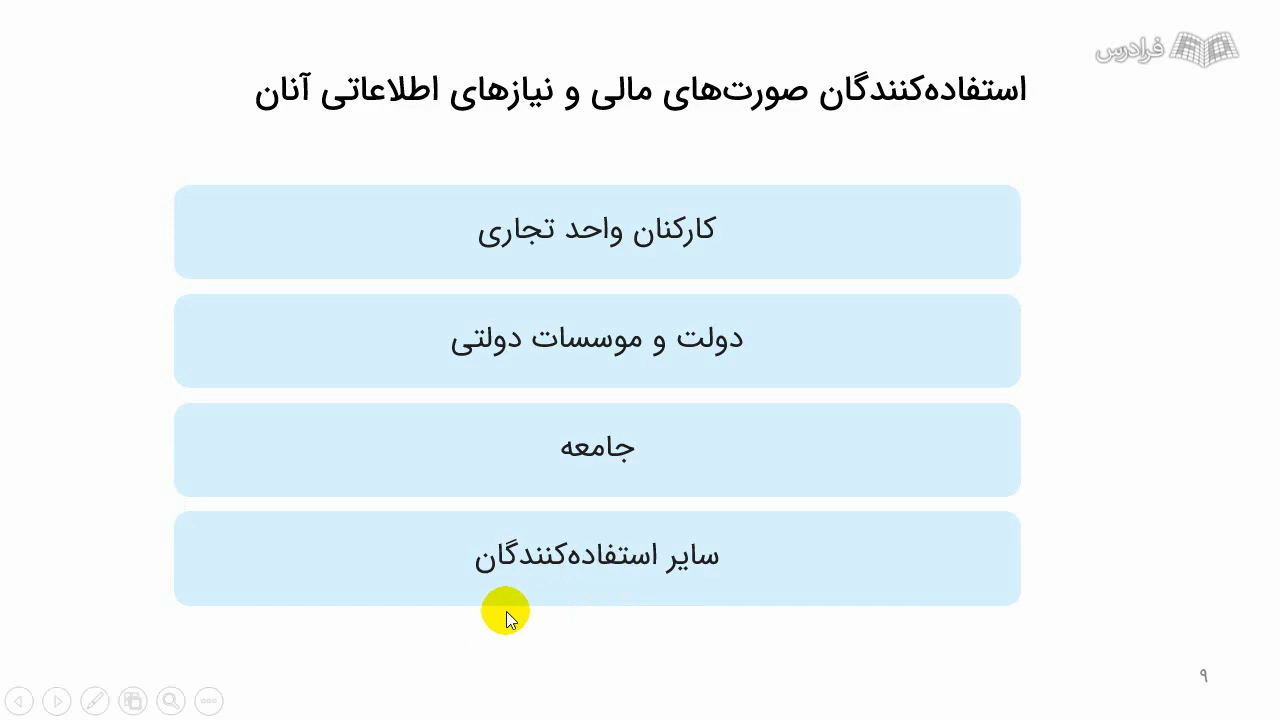 فرادرس
استفاده‌کنندگان صورت‌های مالی و نیازهای اطلاعاتی آنان
کارکنان واحد تجاری
دولت و موسسات دولتی
جامعه
سایر استفاده‌کنندگان
۹